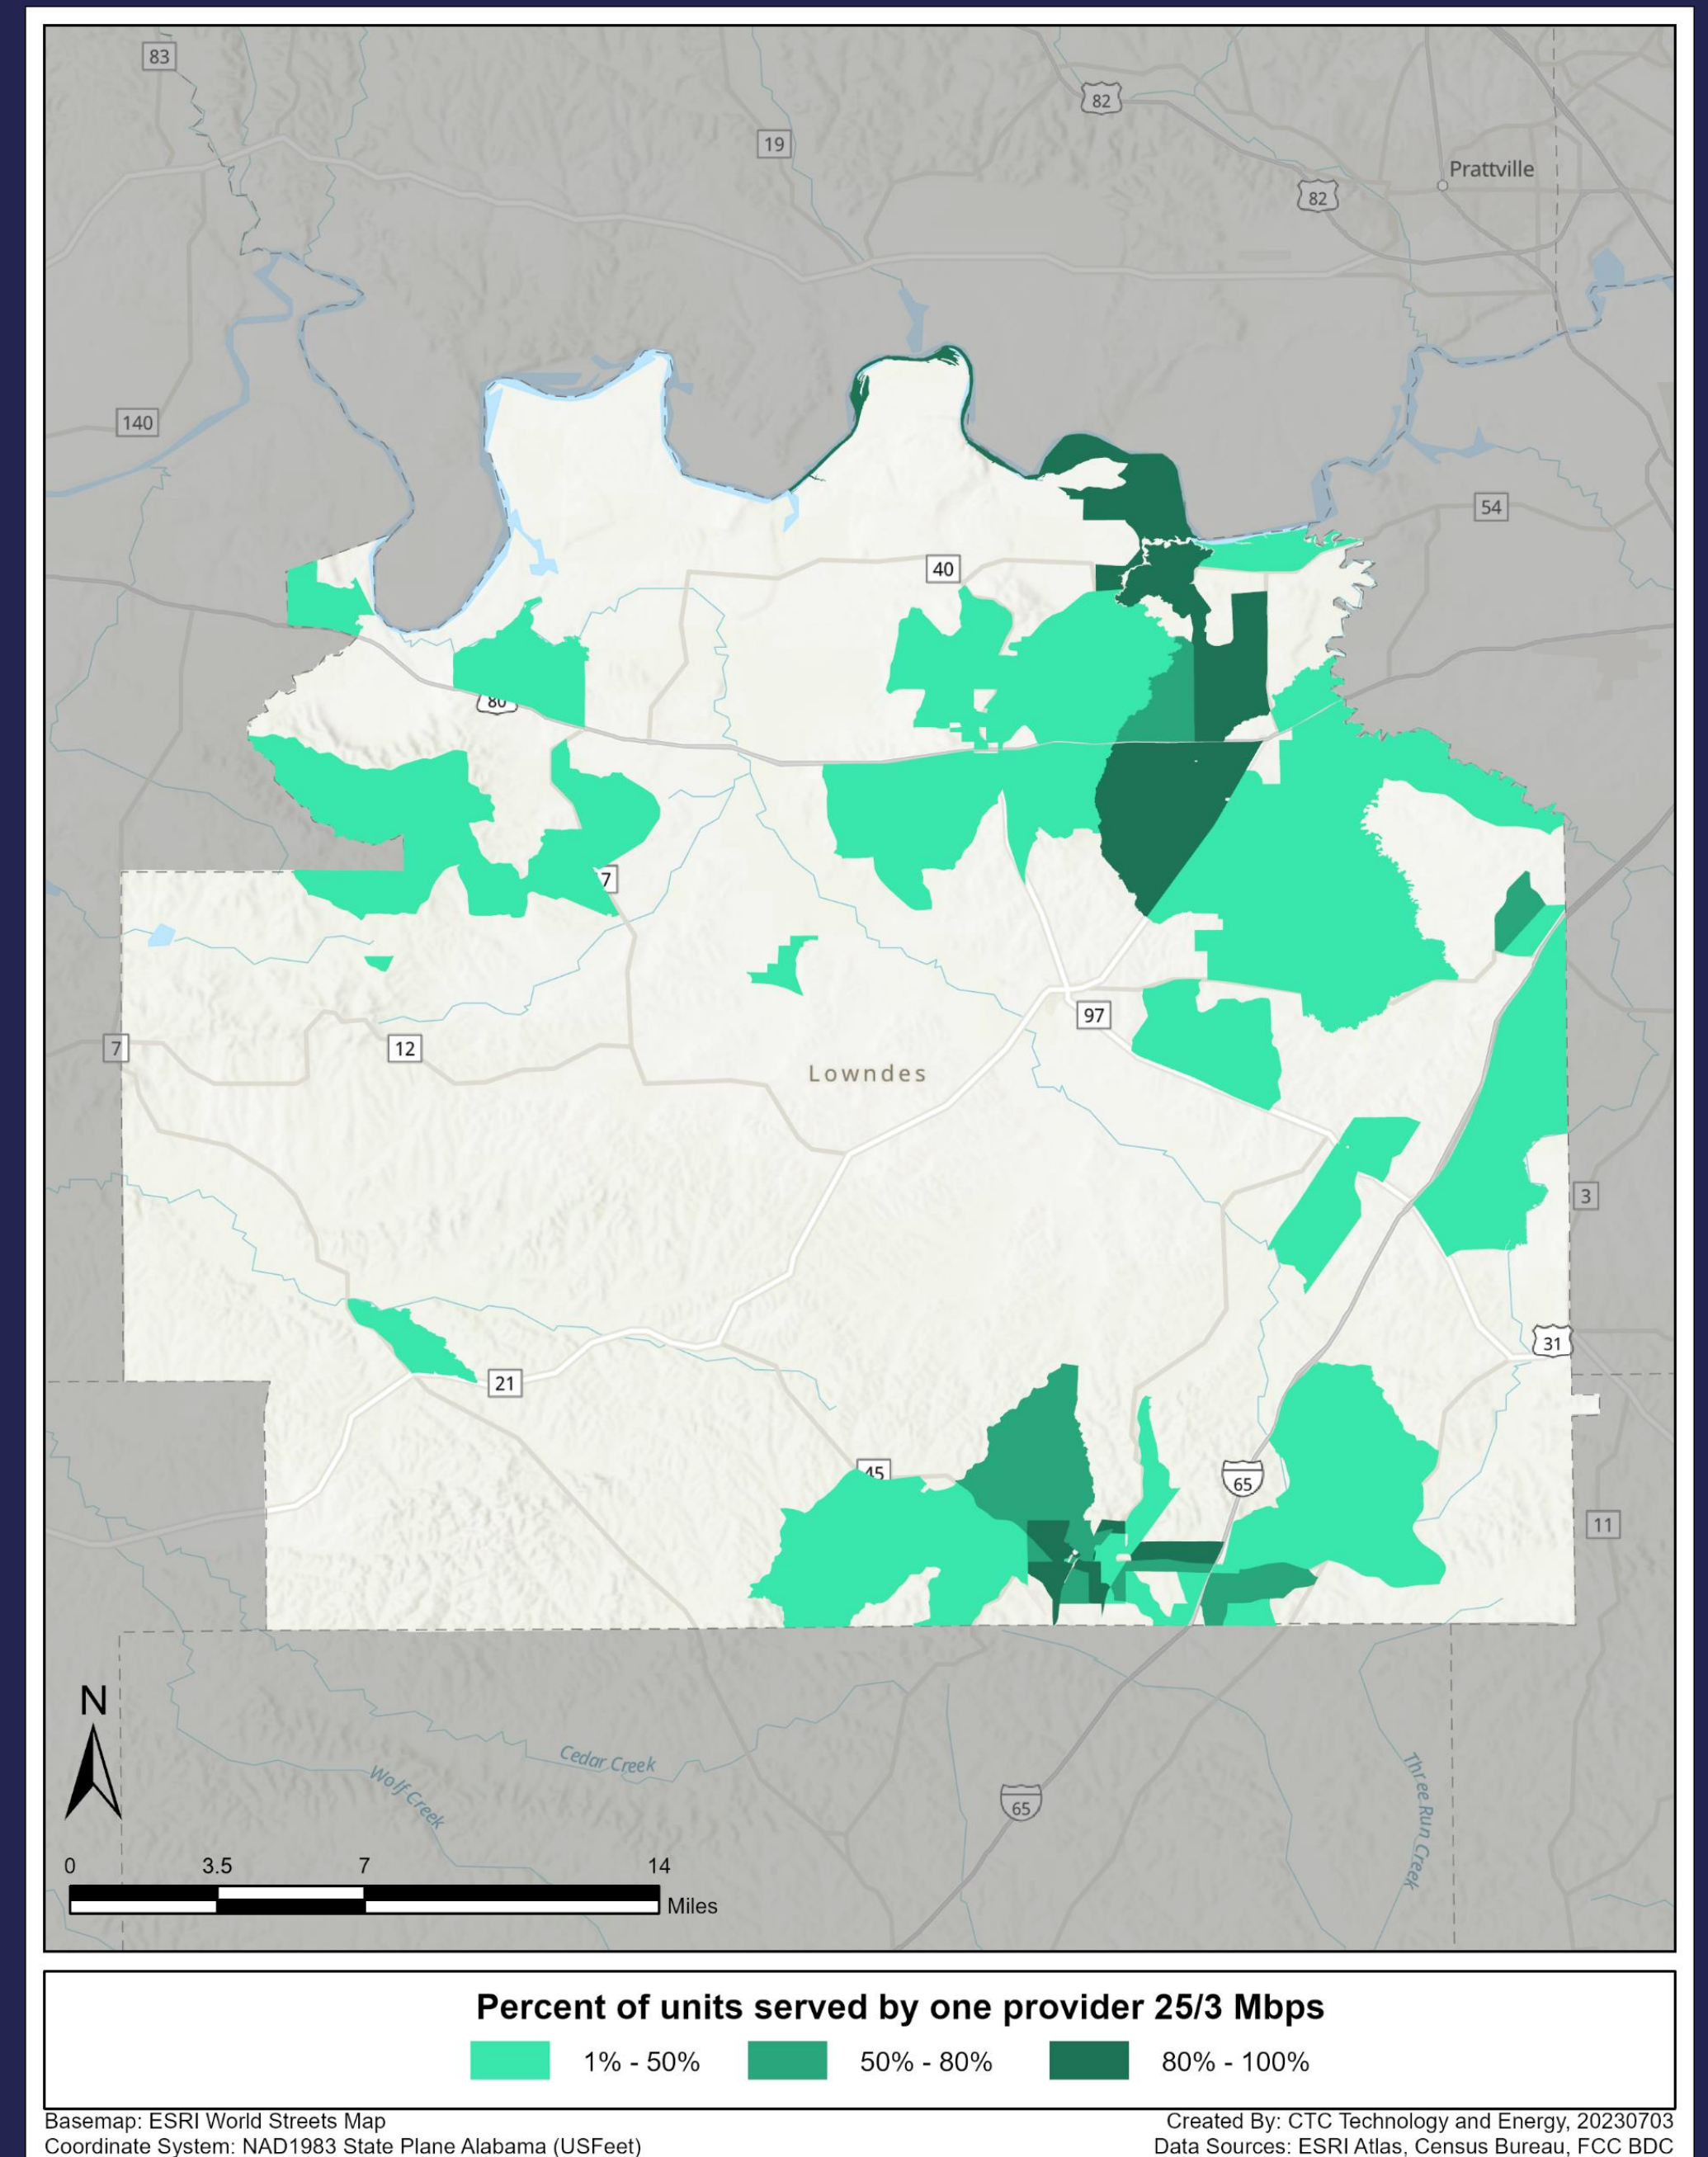 83
82
19
Prattville
82
140
54
40
80
7
97
7
12
Lowndes
3
31
21
45
65
11
N
Cedar Creek
Wolf Creek
Three Run Creek
65
0 3.5 7 14
Miles
Percent of units served by one provider 25/3 Mbps
1% - 50% 50% - 80% 80% - 100%
Basemap: ESRI World Streets Map
Created By: CTC Technology and Energy, 20230703
Coordinate System: NAD1983 State Plane Alabama (USFeet)
Data Sources: ESRI Atlas, Census Bureau, FCC BDC